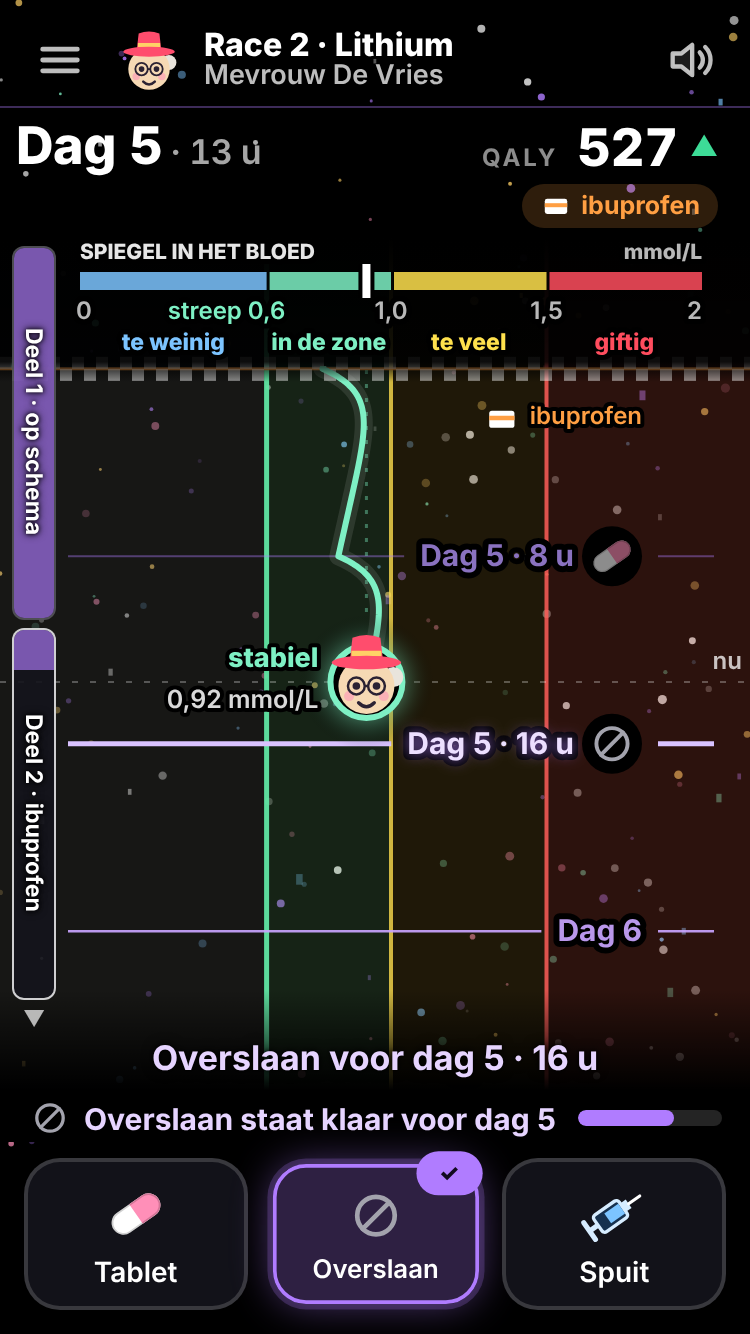 Race 2 · Lithium
Mevrouw De Vries
Dag 5 · 13 u
QALY 527
ibuprofen
SPIEGEL IN HET BLOED
mmol/L
0
streep 0,6
1,0
1,5
2
te weinig
in de zone
te veel
giftig
Deel 1 · op schema
ibuprofen
Dag 5 · 8 u
stabiel
nu
0,92 mmol/L
Dag 5 · 16 u
Deel 2 · ibuprofen
Dag 6
Overslaan voor dag 5 · 16 u
Overslaan staat klaar voor dag 5
Tablet
Overslaan
Spuit